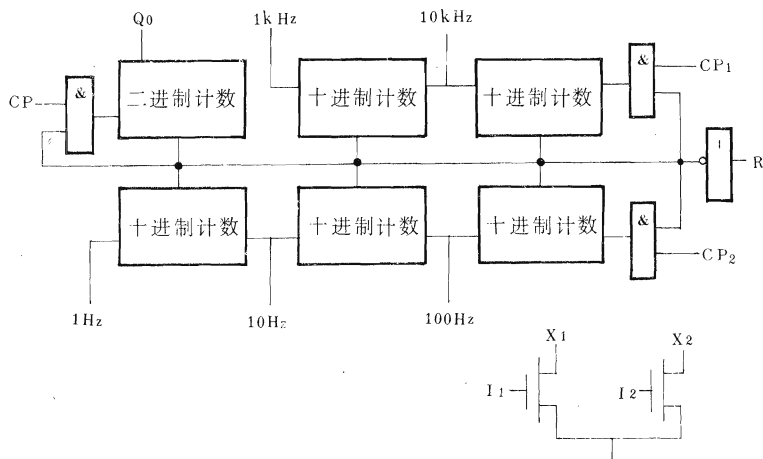 Q0
1kHz
10kHz
CP
&
二进制计数
十进制计数
十进制计数
&
CP1
1
R
十进制计数
十进制计数
十进制计数
&
CP2
1Hz
10Hz
100Hz
X1
X2
I1
I2